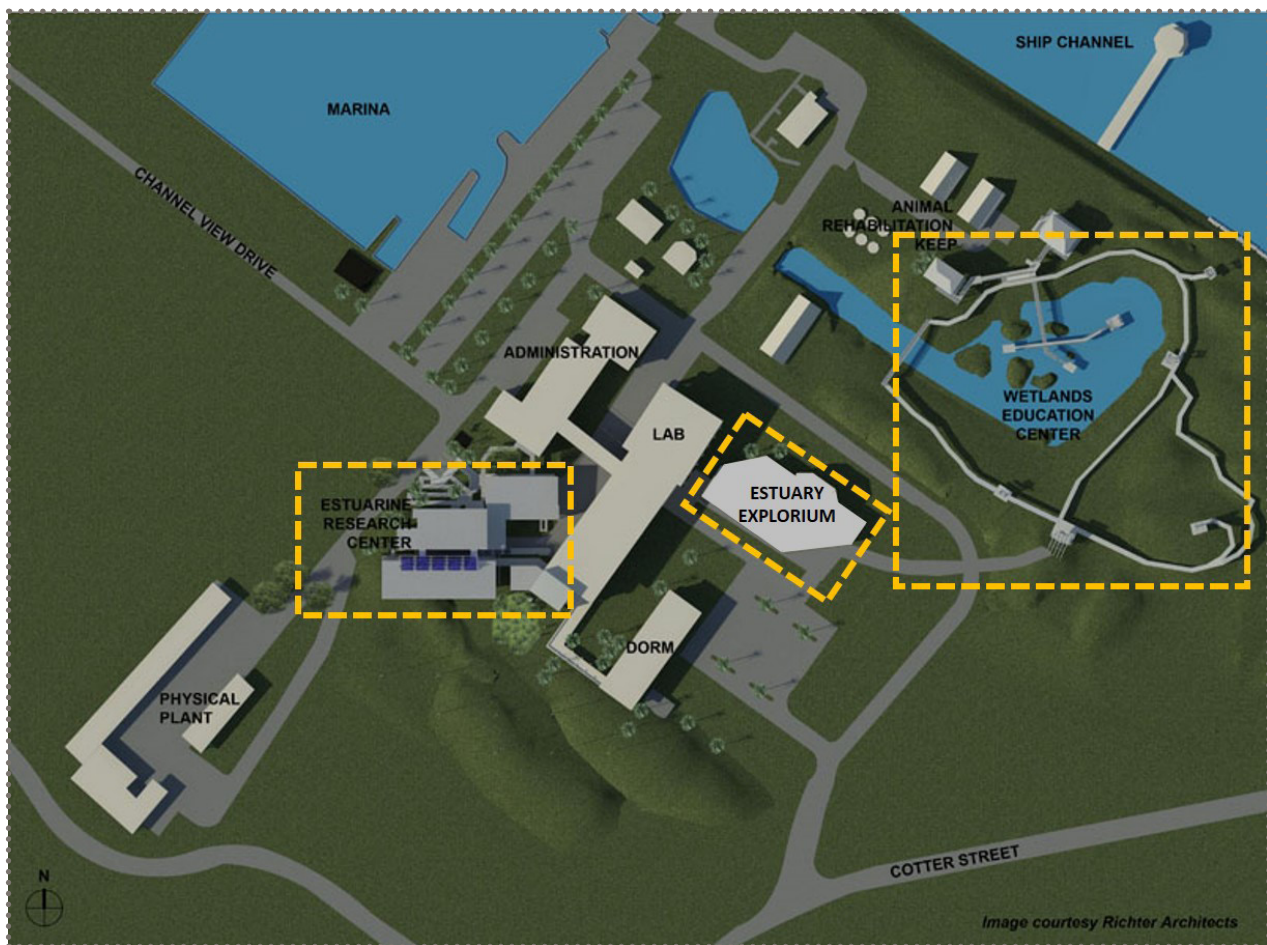 SHIP CHANNEL
MARINA
CHANNEL VIEW DRIVE
ANIMAL
REHABILITATION
KEEP
ADMINISTRATION
WETLANDS
EDUCATION
CENTER
LAB
ESTUARY
EXPLORIUM
ESTUARINE
RESEARCH
CENTER
DORM
PHYSICAL
PLANT
COTTER STREET
N
Image courtesy Richter Architects